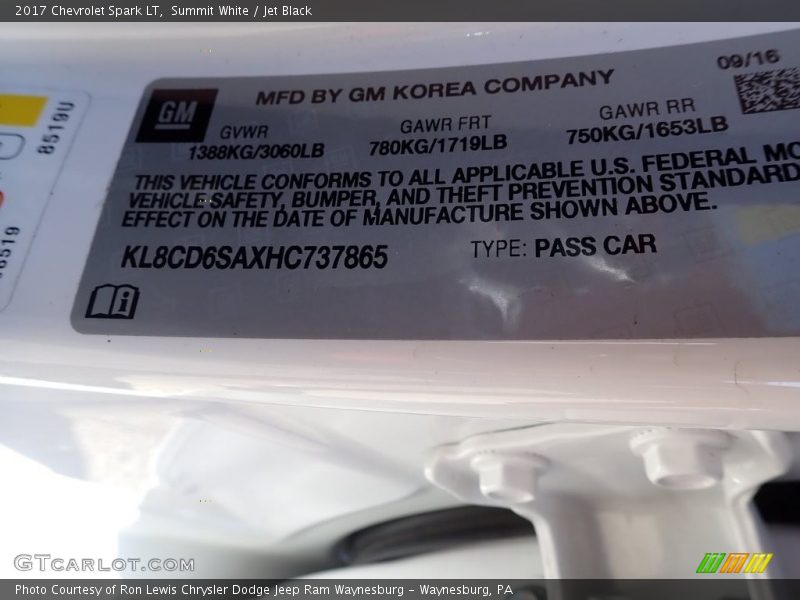 2017 Chevrolet Spark LT, Summit White / Jet Black
09/16
MFD BY GM KOREA COMPANY
GM
GVWR GAWR FRT GAWR RR
1388KG/3060LB 780KG/1719LB 750KG/1653LB
THIS VEHICLE CONFORMS TO ALL APPLICABLE U.S. FEDERAL MO
VEHICLE SAFETY, BUMPER, AND THEFT PREVENTION STANDARD
EFFECT ON THE DATE OF MANUFACTURE SHOWN ABOVE.
KL8CD6SAXHC737865 TYPE: PASS CAR
8519U
GTCARLOT.COM
Photo Courtesy of Ron Lewis Chrysler Dodge Jeep Ram Waynesburg - Waynesburg, PA